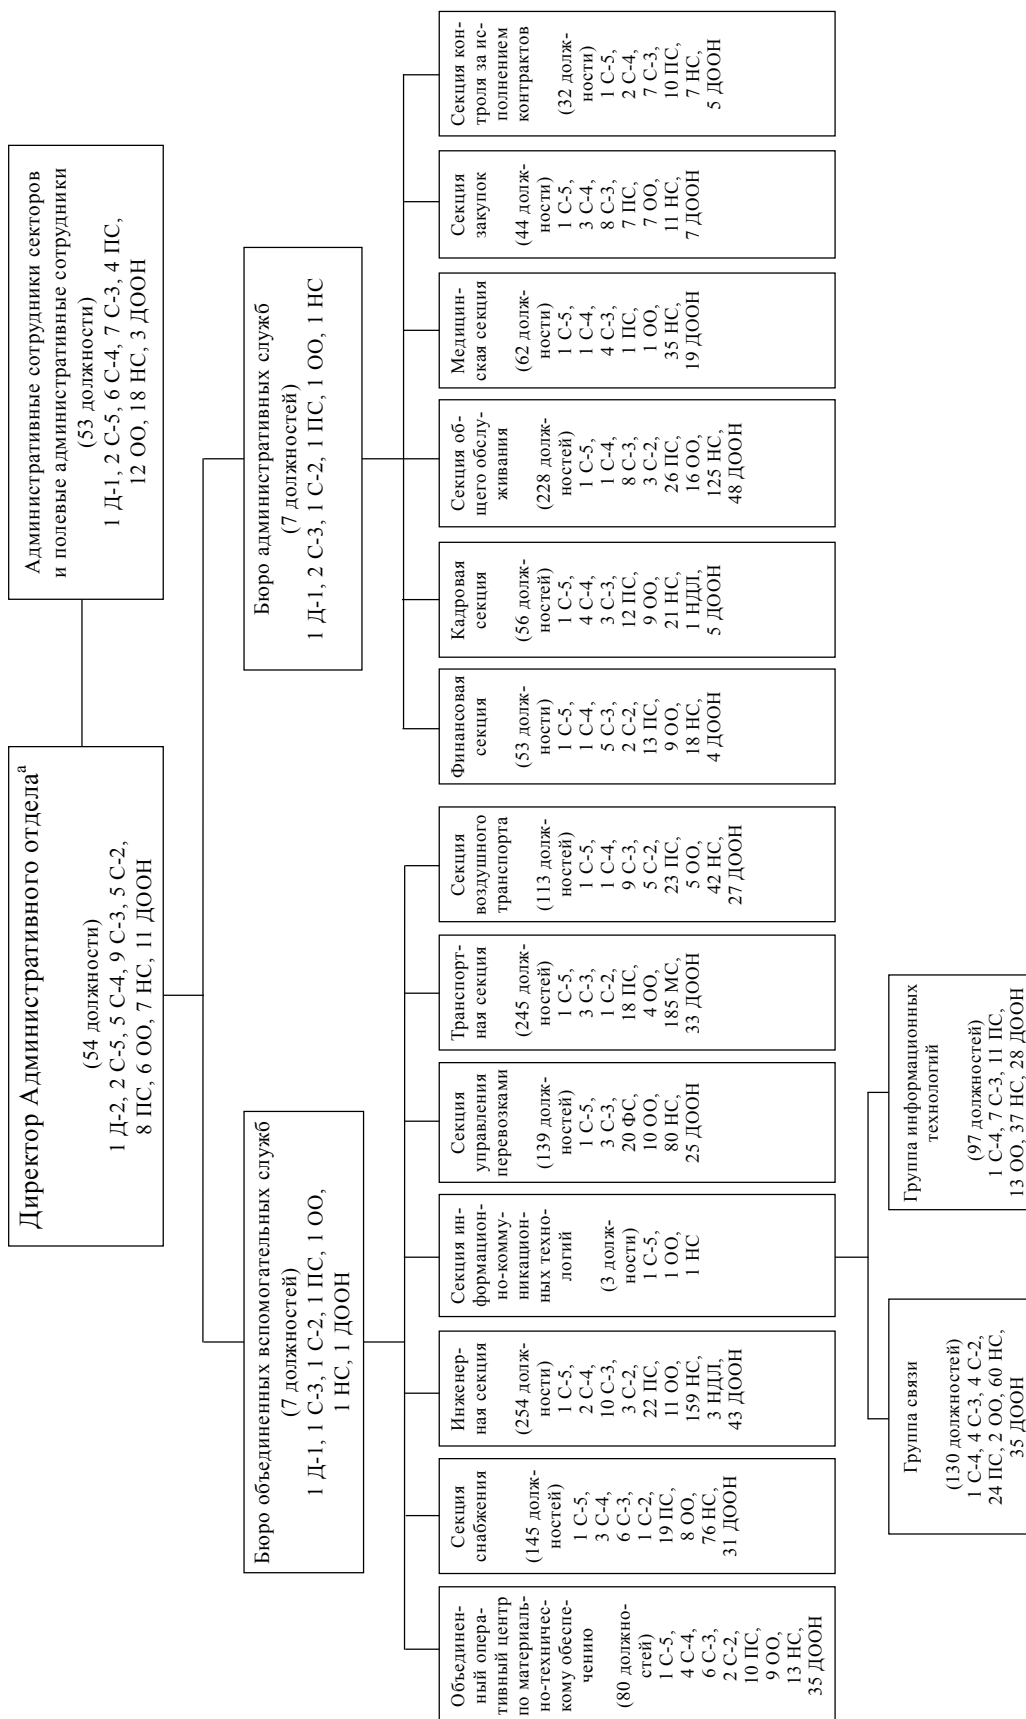 Директор Административного отделаª
(54 должности)
1 Д-2, 2 С-5, 5 С-4, 9 С-3, 5 С-2,
8 ПС, 6 ОО, 7 НС, 11 ДООН
Административные сотрудники секторов
и полевые административные сотрудники
(53 должности)
1 Д-1, 2 С-5, 6 С-4, 7 С-3, 4 ПС,
12 ОО, 18 НС, 3 ДООН
Бюро объединенных вспомогательных служб
(7 должностей)
1 Д-1, 1 С-3, 1 С-2, 1 ПС, 1 ОО,
1 НС, 1 ДООН
Бюро административных служб
(7 должностей)
1 Д-1, 2 С-3, 1 С-2, 1 ПС, 1 ОО, 1 НС
Объединен-
ный опера-
тивный центр
по материаль-
но-техничес-
кому обеспе-
чению
(80 должно-
стей)
1 С-5,
4 С-4,
6 С-3,
2 С-2,
10 ПС,
9 ОО,
13 НС,
35 ДООН
Секция
снабжения
(145 долж-
ностей)
1 С-5,
3 С-4,
6 С-3,
1 С-2,
19 ПС,
8 ОО,
76 НС,
31 ДООН
Инженер-
ная секция
(254 долж-
ности)
1 С-5,
2 С-4,
10 С-3,
3 С-2,
22 ПС,
11 ОО,
159 НС,
3 НДЛ,
43 ДООН
Секция ин-
формацион-
но-комму-
никацион-
ных техно-
логий
(3 долж-
ности)
1 С-5,
1 ОО,
1 НС
Секция
управления
перевозками
(139 долж-
ностей)
1 С-5,
3 С-3,
20 ФС,
10 ОО,
80 НС,
25 ДООН
Транспорт-
ная секция
(245 долж-
ностей)
1 С-5,
3 С-3,
1 С-2,
18 ПС,
4 ОО,
185 МС,
33 ДООН
Секция
воздушного
транспорта
(113 долж-
ностей)
1 С-5,
1 С-4,
9 С-3,
5 С-2,
23 ПС,
5 ОО,
42 НС,
27 ДООН
Финансовая
секция
(53 долж-
ности)
1 С-5,
1 С-4,
5 С-3,
2 С-2,
13 ПС,
9 ОО,
18 НС,
4 ДООН
Кадровая
секция
(56 долж-
ностей)
1 С-5,
4 С-4,
3 С-3,
12 ПС,
9 ОО,
21 НС,
1 НДЛ,
5 ДООН
Секция об-
щего обслу-
живания
(228 долж-
ностей)
1 С-5,
1 С-4,
8 С-3,
3 С-2,
26 ПС,
16 ОО,
125 НС,
48 ДООН
Медицин-
ская секция
(62 долж-
ности)
1 С-5,
1 С-4,
4 С-3,
1 ПС,
1 ОО,
35 НС,
19 ДООН
Секция
закупок
(44 долж-
ности)
1 С-5,
3 С-4,
8 С-3,
7 ПС,
7 ОО,
11 НС,
7 ДООН
Секция кон-
троля за ис-
полнением
контрактов
(32 долж-
ности)
1 С-5,
2 С-4,
7 С-3,
10 ПС,
7 НС,
5 ДООН
Группа связи
(130 должностей)
1 С-4, 4 С-3, 4 С-2,
24 ПС, 2 ОО, 60 НС,
35 ДООН
Группа информационных
технологий
(97 должностей)
1 С-4, 7 С-3, 11 ПС,
13 ОО, 37 НС, 28 ДООН